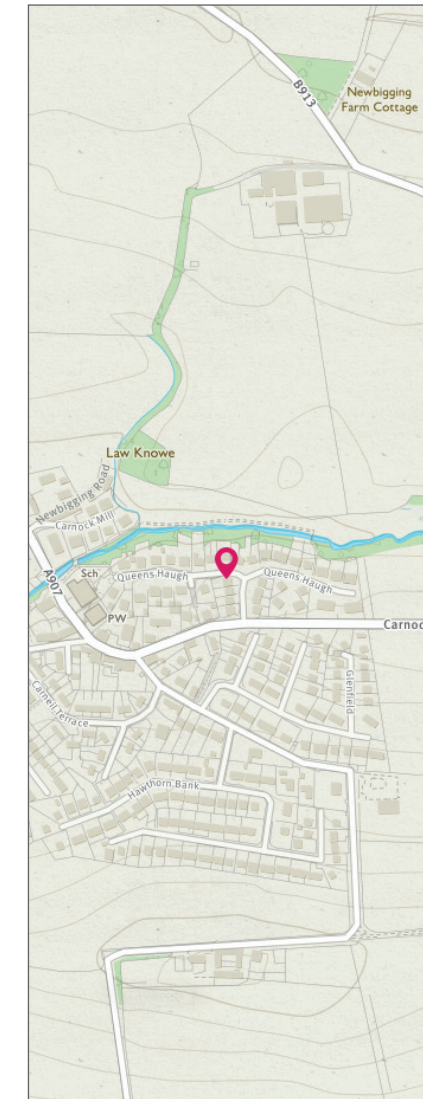 B913
Newbigging
Farm Cottage
Law Knowe
Newbigging Road
Carnock Mill
A907
Sch
Queens Haugh
Queens Haugh
PW
Carnoc
Glenfield
Carneil Terrace
Hawthorn Bank